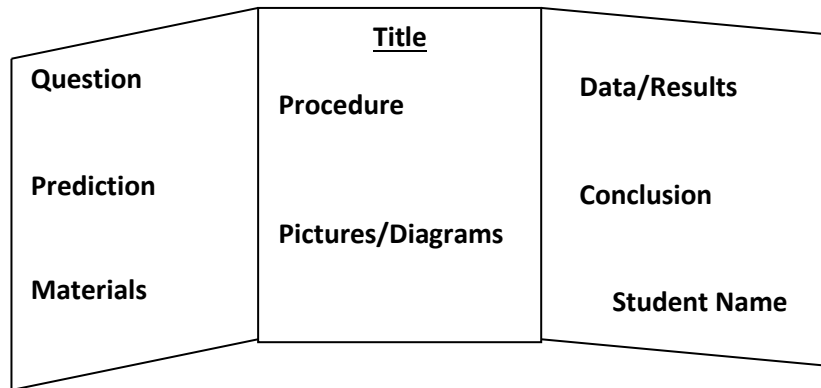 Question
Prediction
Materials
Title
Procedure
Pictures/Diagrams
Data/Results
Conclusion
Student Name